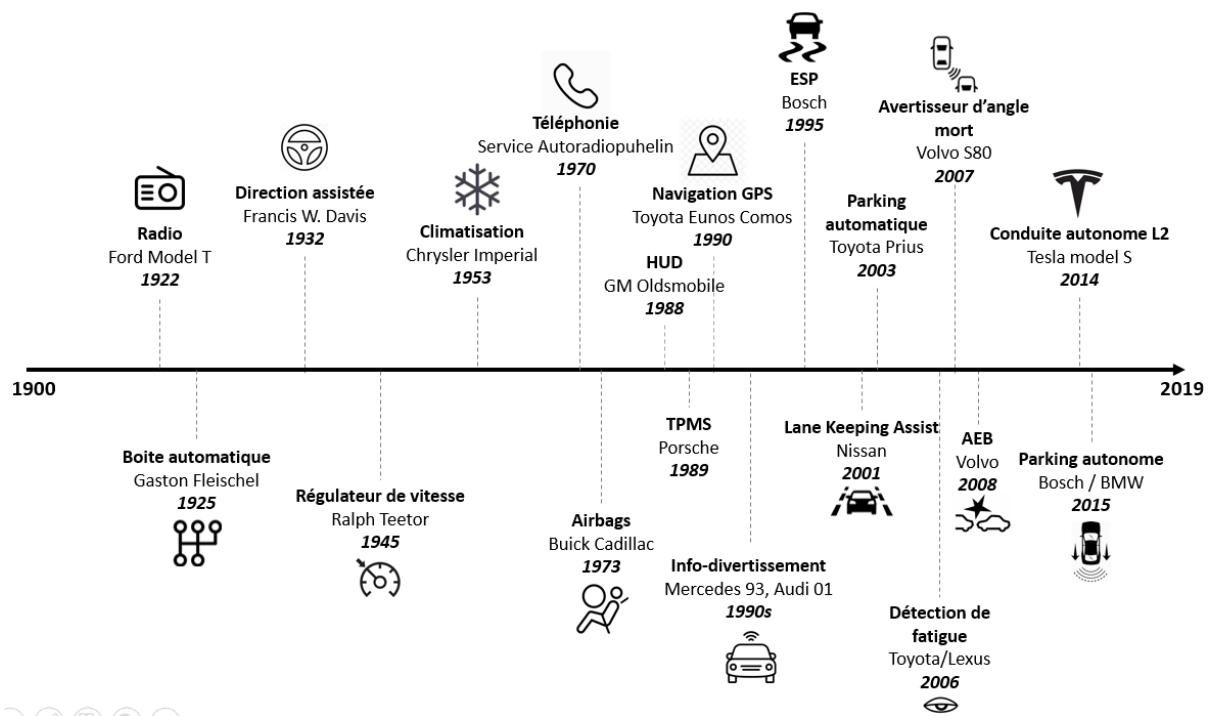 ESP
Bosch
1995
Avertisseur d'angle
mort
Volvo S80
2007
Téléphonie
Service Autoradiopuhelin
1970
Direction assistée
Francis W. Davis
1932
Navigation GPS
Toyota Eunos Comos
1990
Parking
automatique
Toyota Prius
2003
Radio
Ford Model T
1922
Climatisation
Chrysler Imperial
1953
Conduite autonome L2
Tesla model S
2014
HUD
GM Oldsmobile
1988
1900
2019
Boite automatique
Gaston Fleischel
1925
Régulateur de vitesse
Ralph Teetor
1945
Airbags
Buick Cadillac
1973
TPMS
Porsche
1989
Info-divertissement
Mercedes 93, Audi 01
1990s
Lane Keeping Assist
Nissan
2001
Détection de
fatigue
Toyota/Lexus
2006
AEB
Volvo
2008
Parking autonome
Bosch / BMW
2015